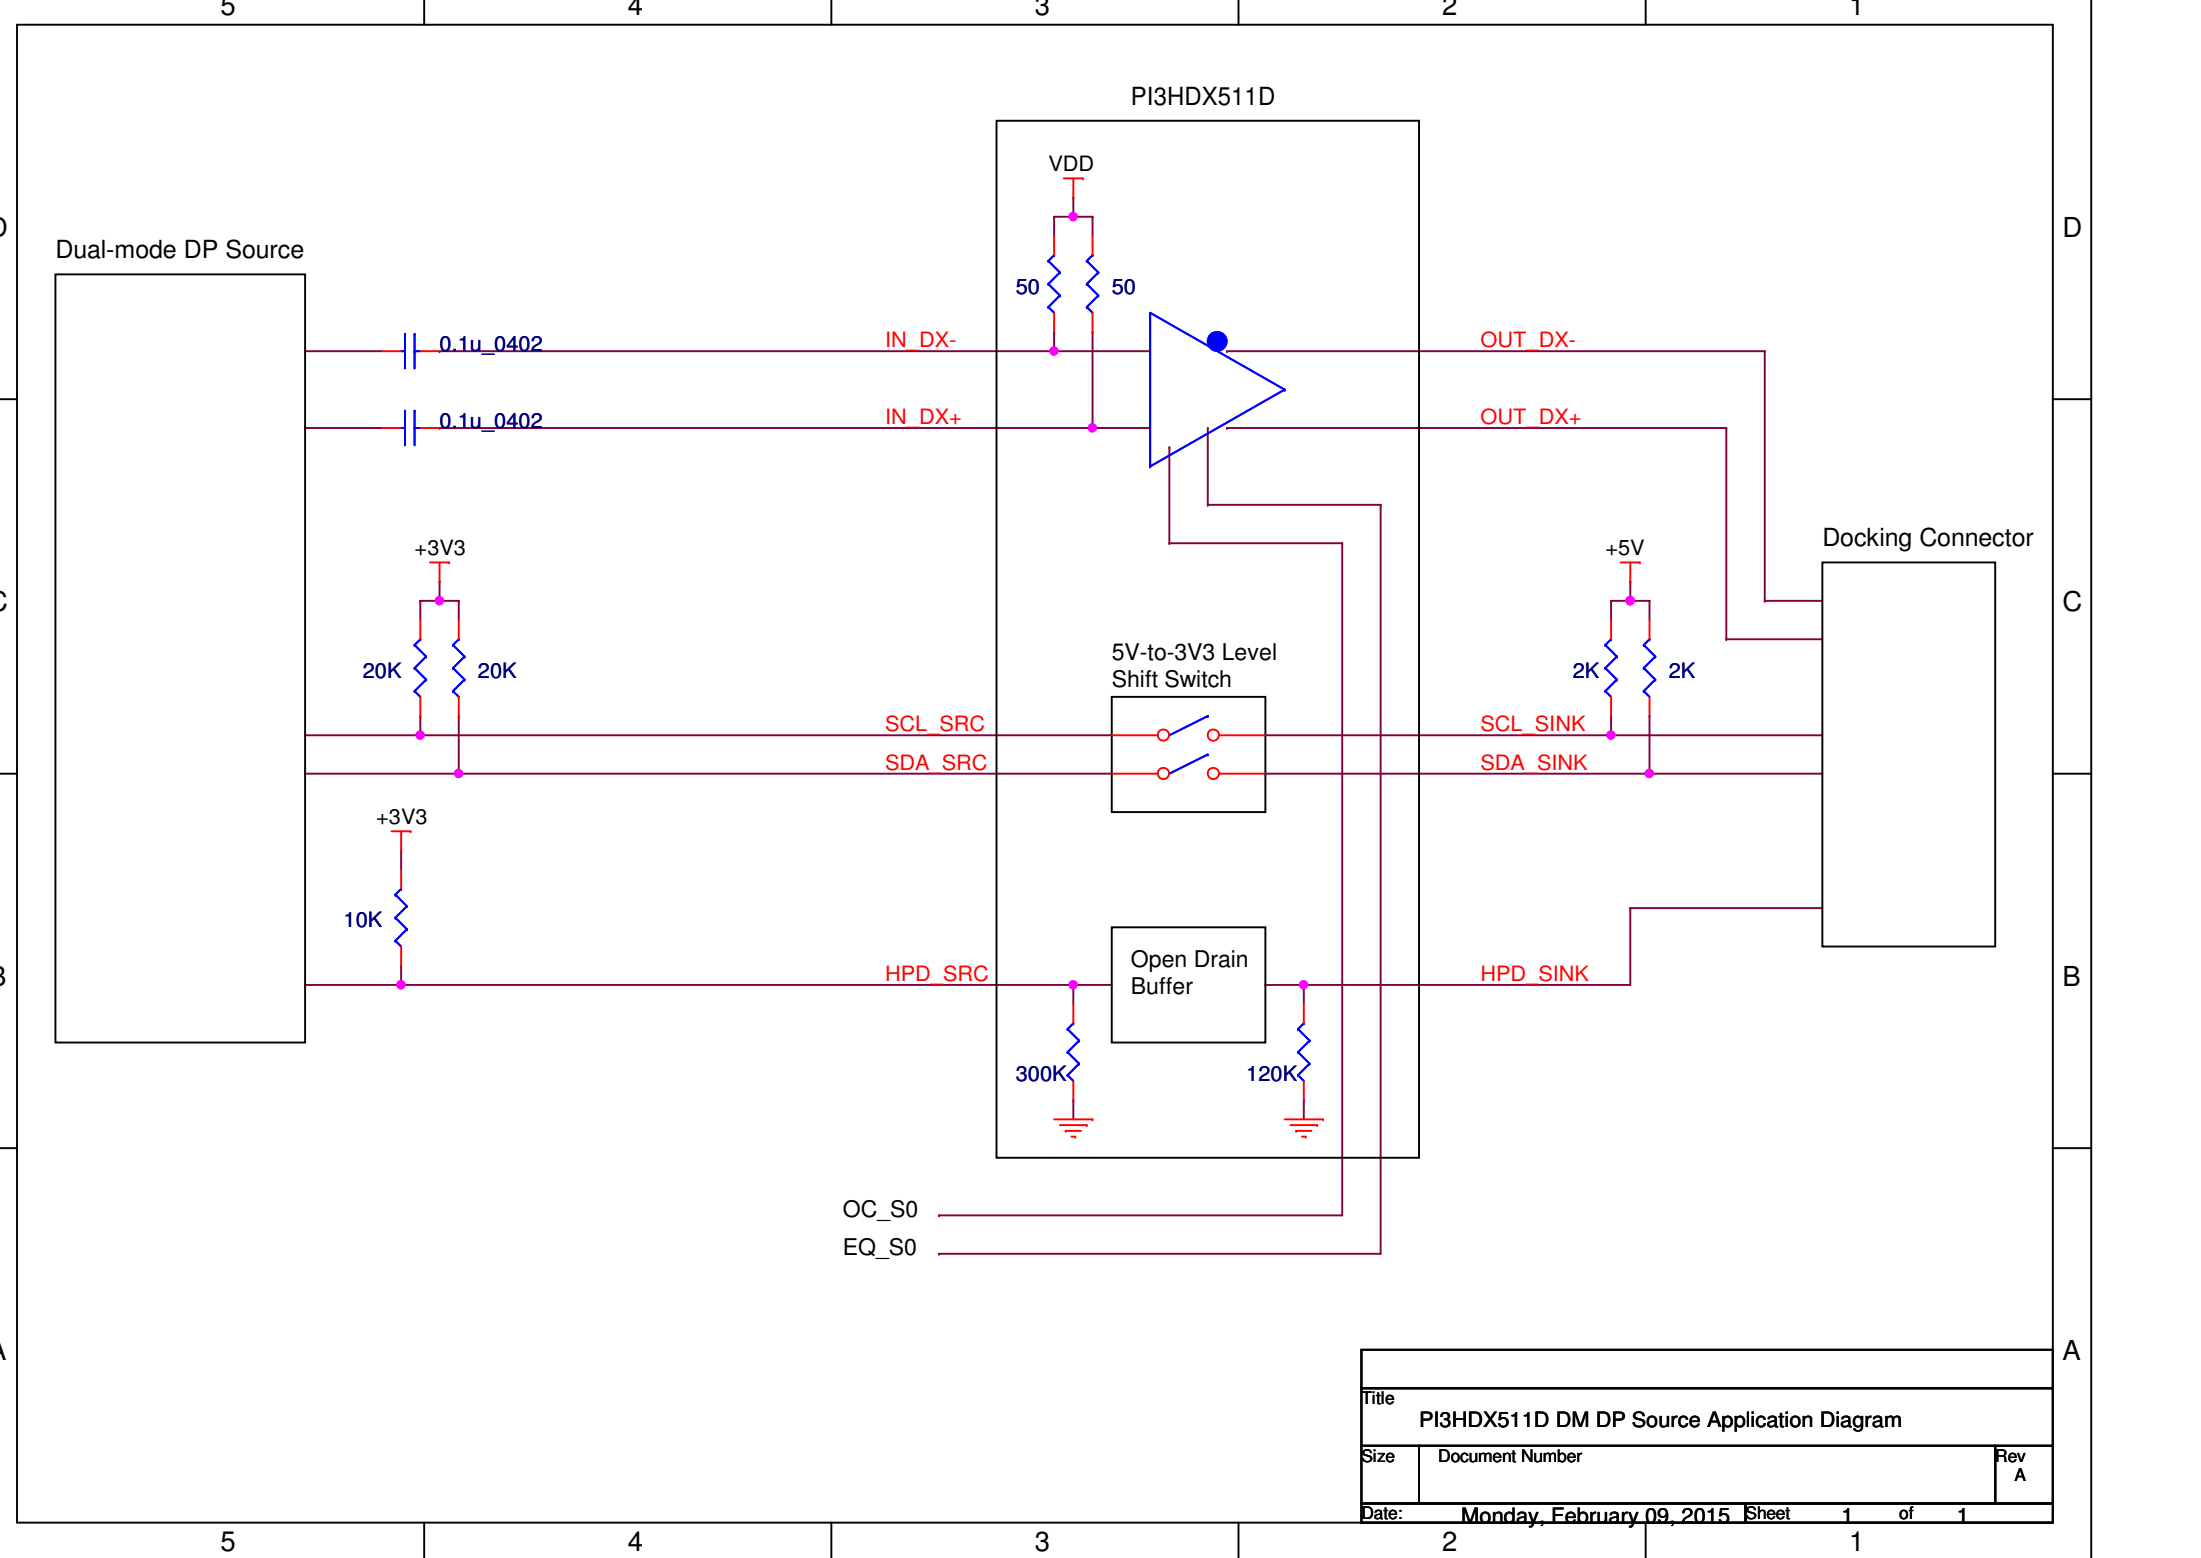 5 4 3 2 1
PI3HDX511D
VDD
D D
Dual-mode DP Source
50 50
0.1u_0402 IN_DX- OUT_DX-
0.1u_0402 IN_DX+ OUT_DX+
Docking Connector
+3V3 +5V
C C
5V-to-3V3 Level
Shift Switch
20K 20K 2K 2K
SCL_SRC SCL_SINK
SDA_SRC SDA_SINK
+3V3
10K
Open Drain
Buffer
HPD_SRC HPD_SINK
B B
300K 120K
OC_S0
EQ_S0
A A
Title
PI3HDX511D DM DP Source Application Diagram
Size Document Number Rev
A
Date: Monday, February 09, 2015 Sheet 1 of 1
5 4 3 2 1